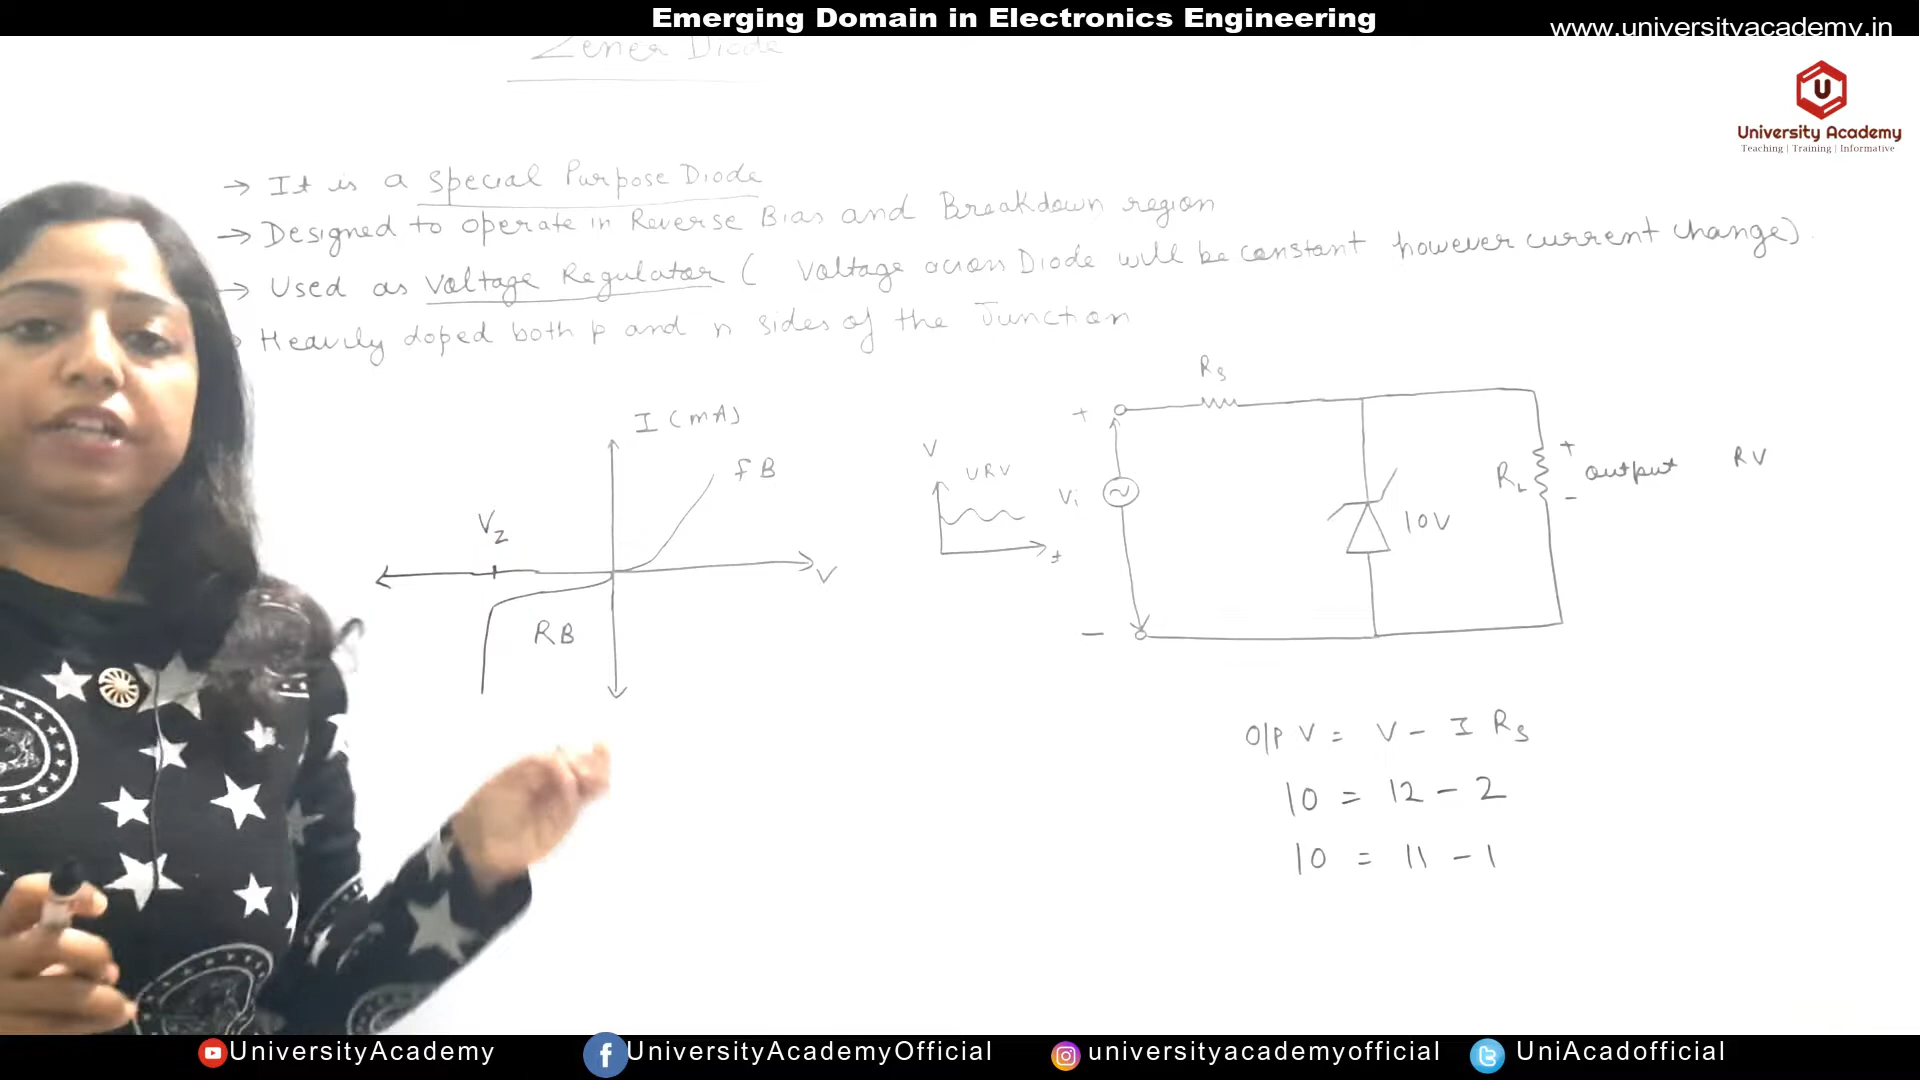 Emerging Domain in Electronics Engineering
www.universityacademy.in
Zener Diode
U
University Academy
Teaching | Training | Informative
→ It is a Special Purpose Diode
→ Designed to operate in Reverse Bias and Breakdown region
→ Used as Voltage Regulator ( Voltage across Diode will be constant however current change).
Heavily doped both p and n sides of the Junction
I (mA)
FB
Vz
V
RB
V
URV
t
Rs
+
Vi
−
10V
RL
+
output
−
RV
O/P V = V - I Rs
10 = 12 - 2
10 = 11 - 1
UniversityAcademy
UniversityAcademyOfficial
universityacademyofficial
UniAcadofficial